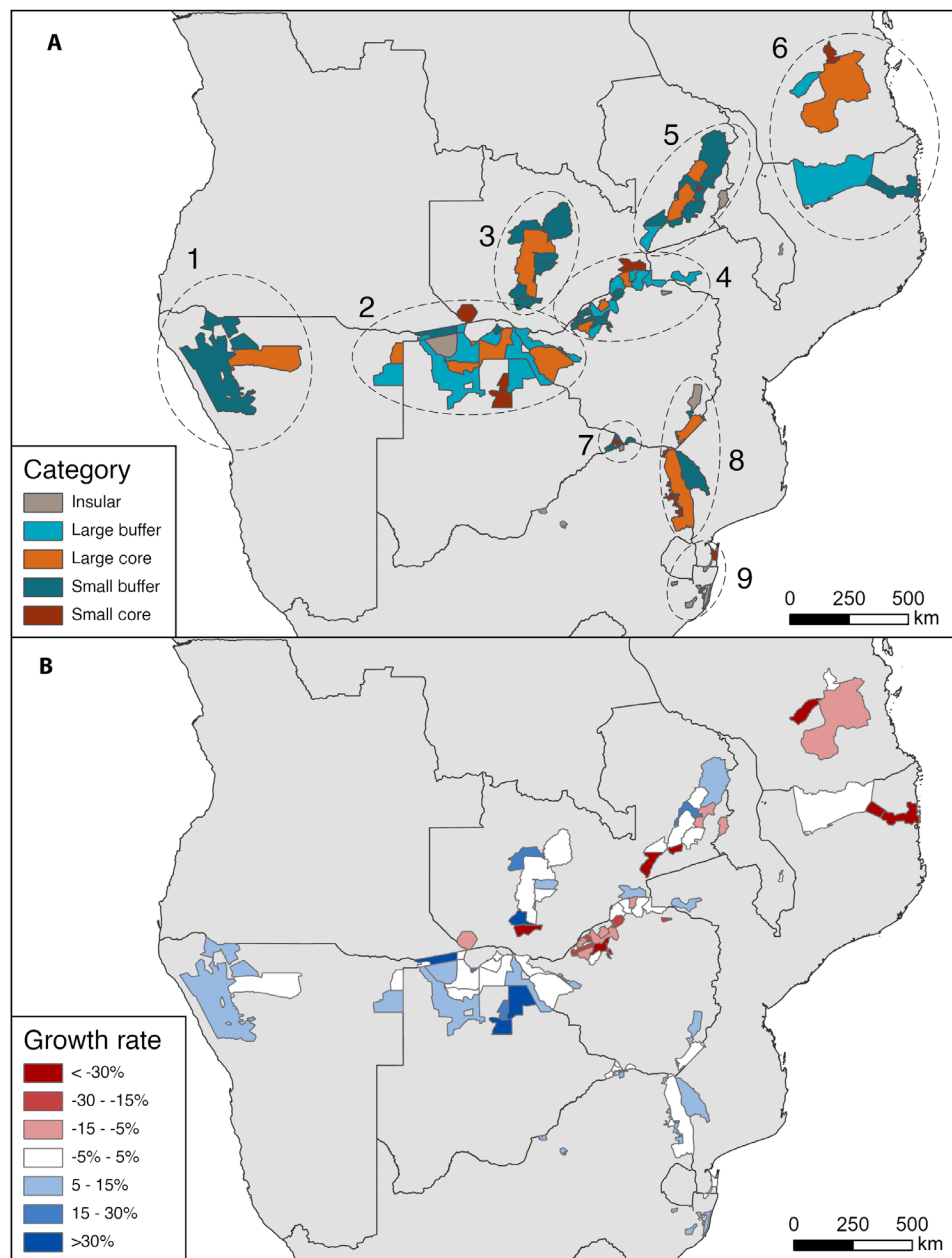 A
6
5
3
1
4
2
7
8
9
Category
Insular
Large buffer
Large core
Small buffer
Small core
0 250 500
km
B
Growth rate
< -30%
-30 - -15%
-15 - -5%
-5% - 5%
5 - 15%
15 - 30%
>30%
0 250 500
km